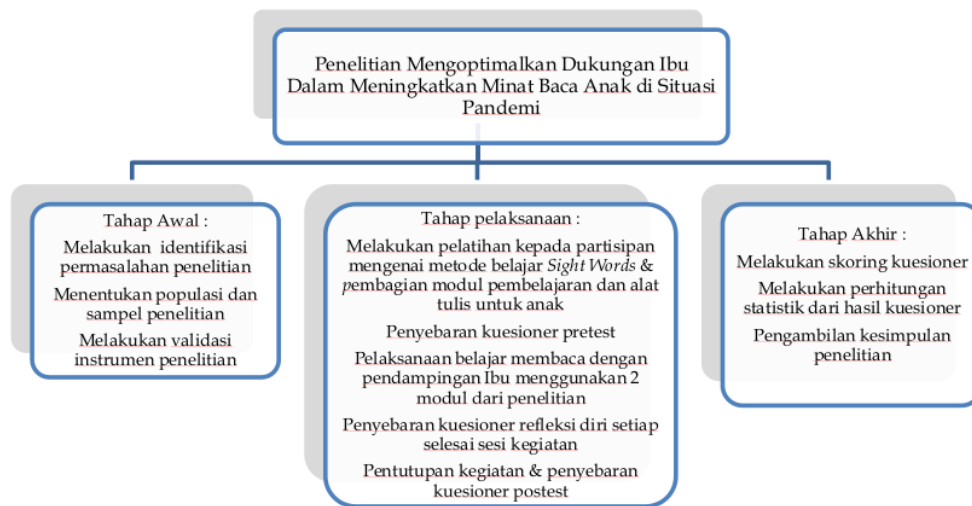 Penelitian Mengoptimalkan Dukungan Ibu
Dalam Meningkatkan Minat Baca Anak di Situasi
Pandemi
Tahap Awal :
Melakukan identifikasi
permasalahan penelitian
Menentukan populasi dan
sampel penelitian
Melakukan validasi
instrumen penelitian
Tahap pelaksanaan :
Melakukan pelatihan kepada partisipan
mengenai metode belajar Sight Words &
pembagian modul pembelajaran dan alat
tulis untuk anak
Penyebaran kuesioner pretest
Pelaksanaan belajar membaca dengan
pendampingan Ibu menggunakan 2
modul dari penelitian
Penyebaran kuesioner refleksi diri setiap
selesai sesi kegiatan
Pentutupan kegiatan & penyebaran
kuesioner postest
Tahap Akhir :
Melakukan skoring kuesioner
Melakukan perhitungan
statistik dari hasil kuesioner
Pengambilan kesimpulan
penelitian